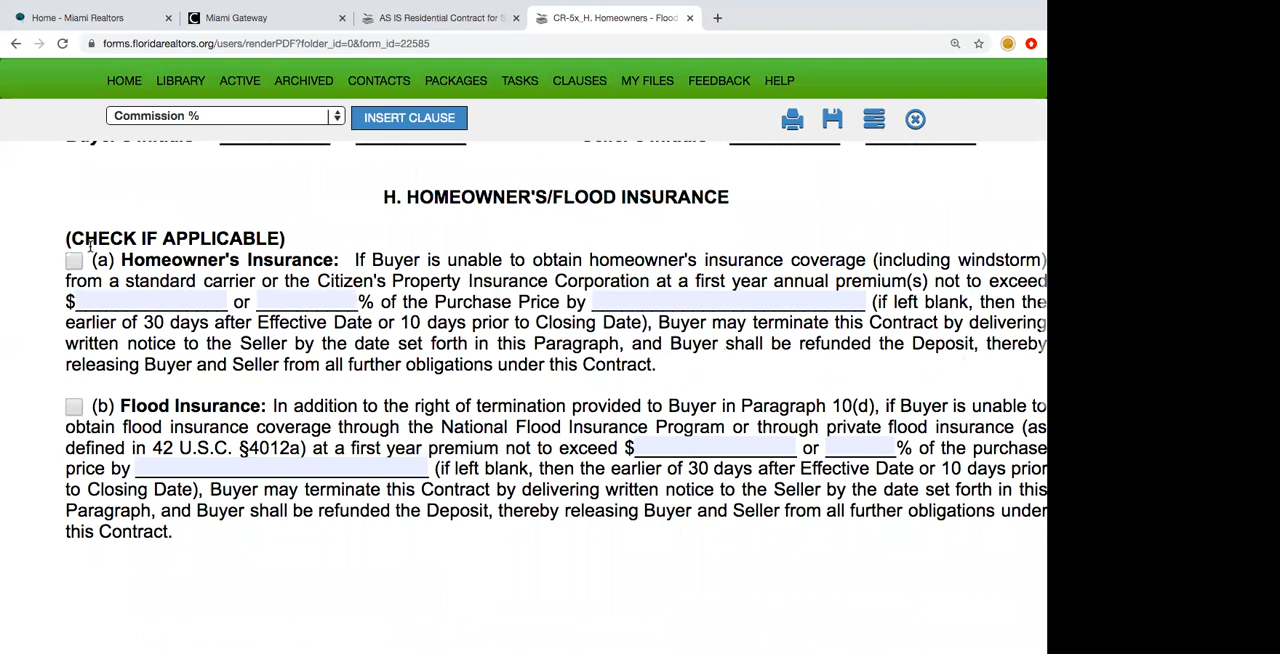 Home - Miami Realtors
Miami Gateway
AS IS Residential Contract for S
CR-5x_H. Homeowners - Flood
forms.floridarealtors.org/users/renderPDF?folder_id=0&form_id=22585
HOME LIBRARY ACTIVE ARCHIVED CONTACTS PACKAGES TASKS CLAUSES MY FILES FEEDBACK HELP
Commission % INSERT CLAUSE
H. HOMEOWNER'S/FLOOD INSURANCE
(CHECK IF APPLICABLE)
(a) Homeowner's Insurance: If Buyer is unable to obtain homeowner's insurance coverage (including windstorm)
from a standard carrier or the Citizen's Property Insurance Corporation at a first year annual premium(s) not to exceed
$ or % of the Purchase Price by (if left blank, then the
earlier of 30 days after Effective Date or 10 days prior to Closing Date), Buyer may terminate this Contract by delivering
written notice to the Seller by the date set forth in this Paragraph, and Buyer shall be refunded the Deposit, thereby
releasing Buyer and Seller from all further obligations under this Contract.
(b) Flood Insurance: In addition to the right of termination provided to Buyer in Paragraph 10(d), if Buyer is unable to
obtain flood insurance coverage through the National Flood Insurance Program or through private flood insurance (as
defined in 42 U.S.C. §4012a) at a first year premium not to exceed $ or % of the purchase
price by (if left blank, then the earlier of 30 days after Effective Date or 10 days prior
to Closing Date), Buyer may terminate this Contract by delivering written notice to the Seller by the date set forth in this
Paragraph, and Buyer shall be refunded the Deposit, thereby releasing Buyer and Seller from all further obligations under
this Contract.